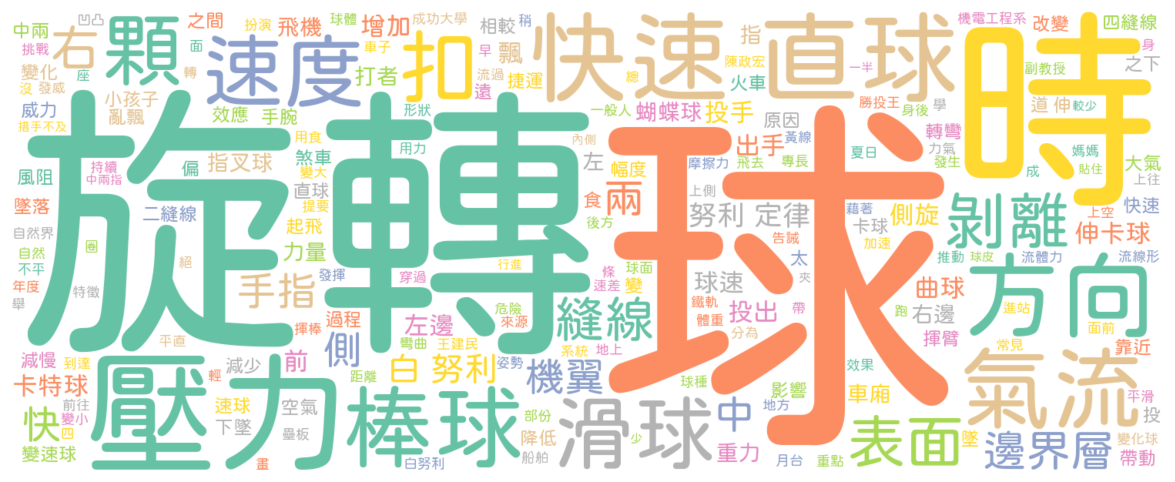 中兩 凹凸 扮演 球體 成功大學 機電工程系 改變 四縫線
挑戰 右 顆 之間 飛機 增加 相較 稍 指 快速直球 時 身
座 面 速度 車子 扣 早 飄 陳政宏 副教授 之下
變化 轉 打者 流過 捷運 總 火車 一半
沒 發威 小孩子 遠 道 伸 較少
威力 亂飄 效應 手腕 形狀 一般人 蝴蝶球 投手 勝投王 身後 學
措手不及 用食 用力 原因 黃線 轉彎
旋轉 球 內側 出手 夏日 力氣 媽媽
持續 指叉球 煞車 左 幅度 摩擦力 飛去 專長 發生 大氣
風阻 中兩指 偏 變大 成 貼住
直球 食 兩 上側 上往
墜落 二縫線 提要 起飛 後方 努利 定律 藉著 側旋 上空 快速
自然界 圈 剝離 卡球 伸卡球
自然 絕 力量 條 告誡 加速
不平 手指 發揮 穿過 行進 球面 太 推動 球皮 流體力 流線形
年度 特徵 速差 變 球速 夾 方向
舉 危險 鐵軌 帶 曲球 進站
揮棒 過程 左邊 來源 縫線 體重 投出 跑 右邊
平直 側 彎曲 王建民 分為 揮臂 面前
減慢 到達 減少 前 白 努利 姿勢 系統 地上 常見 靠近
卡特球 輕 壓力 距離 機翼 球種 影響 效果 車廂 氣流
前往 速球 空氣 棒球 部份 滑球 中 地方 平滑
快 變小 下墜 降低 投
四 壘板 表面 墜 變化球
變速球 畫 白努利 船舶 少 重力 月台 重點 邊界層 帶動